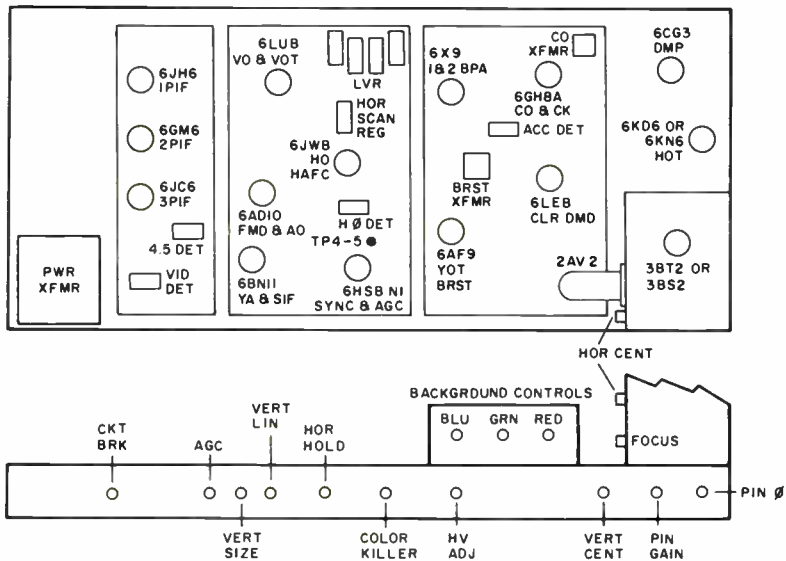 6JH6
1PIF
6GM6
2PIF
6JC6
3PIF
4.5 DET
VID
DET
PWR
XFMR
6LU8
VO & VOT
LVR
HOR
SCAN
REG
6JW8
HO
HAFC
6AD10
FMD & AO
HØDET
TP4-5
6BN11
YA & SIF
6HS8 N1
SYNC & AGC
6X9
1&2 BPA
CO
XFMR
6GH8A
CO & CK
ACC DET
BRST
XFMR
6LE8
CLR DMD
6AF9
YOT
BRST
2AV2
6CG3
DMP
6KD6 OR
6KN6
HOT
3BT2 OR
3BS2
HOR CENT
BACKGRDUND CONTROLS
BLU GRN RED
FOCUS
CKT
BRK
AGC
VERT
LIN
HOR
HOLD
PIN Ø
VERT
SIZE
COLOR
KILLER
HV
ADJ
VERT
CENT
PIN
GAIN